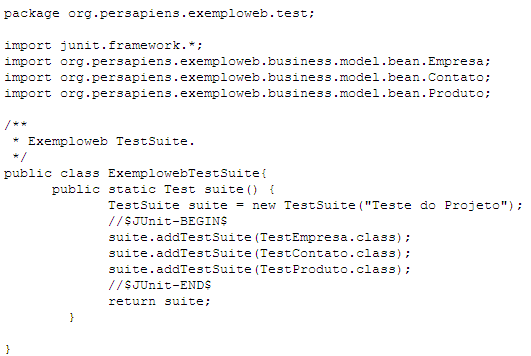 package org.persapiens.exemploweb.test;

import junit.framework.*;
import org.persapiens.exemploweb.business.model.bean.Empresa;
import org.persapiens.exemploweb.business.model.bean.Contato;
import org.persapiens.exemploweb.business.model.bean.Produto;

/**
 * Exemploweb TestSuite.
 */
public class ExemplowebTestSuite{
      public static Test suite() {
             TestSuite suite = new TestSuite("Teste do Projeto");
             //$JUnit-BEGIN$
             suite.addTestSuite(TestEmpresa.class);
             suite.addTestSuite(TestContato.class);
             suite.addTestSuite(TestProduto.class);
             //$JUnit-END$
             return suite;
        }

}